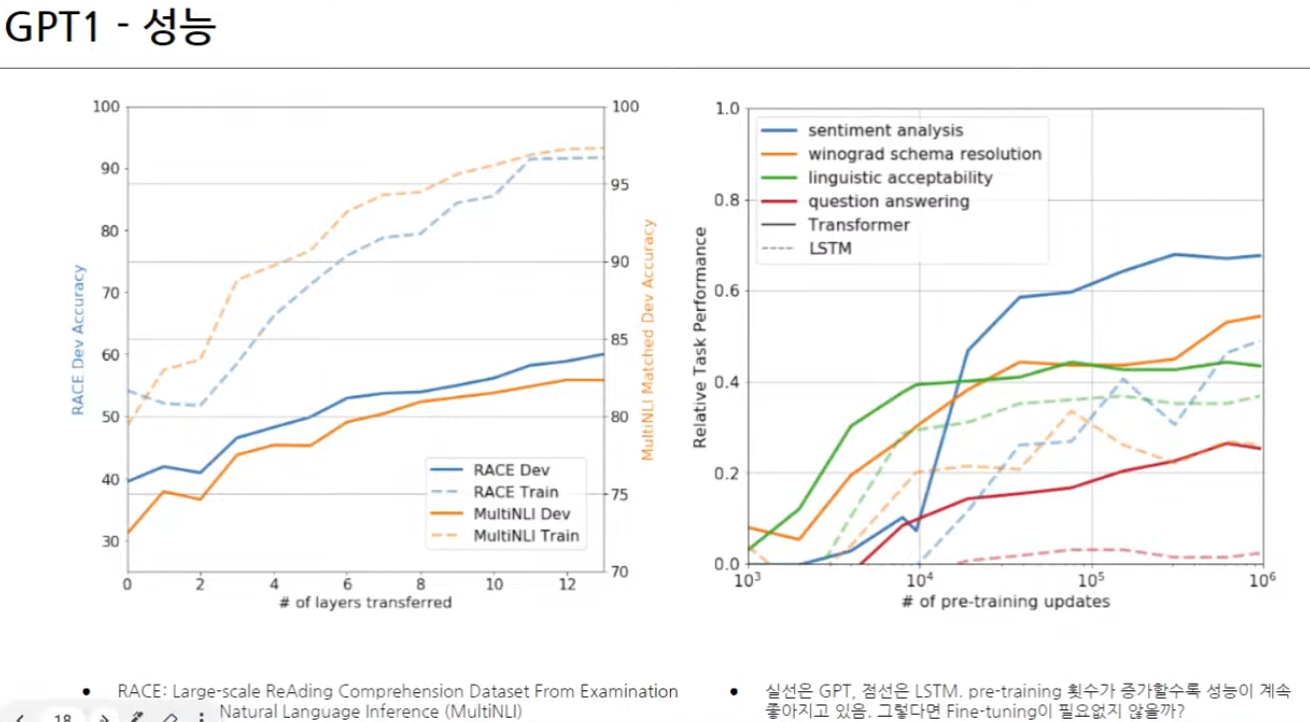 GPT1 - 성능
100
90
80
70
60
50
40
30
RACE Dev Accuracy
0 2 4 6 8 10 12
# of layers transferred
100
95
90
85
80
75
70
MultiNLI Matched Dev Accuracy
RACE Dev
RACE Train
MultiNLI Dev
MultiNLI Train
1.0
0.8
0.6
0.4
0.2
0.0
Relative Task Performance
sentiment analysis
winograd schema resolution
linguistic acceptability
question answering
Transformer
LSTM
10³ 10⁴ 10⁵ 10⁶
# of pre-training updates
• RACE: Large-scale ReAding Comprehension Dataset From Examination
Natural Language Inference (MultiNLI)
• 실선은 GPT, 점선은 LSTM. pre-training 횟수가 증가할수록 성능이 계속
좋아지고 있음. 그렇다면 Fine-tuning이 필요없지 않을까?
18